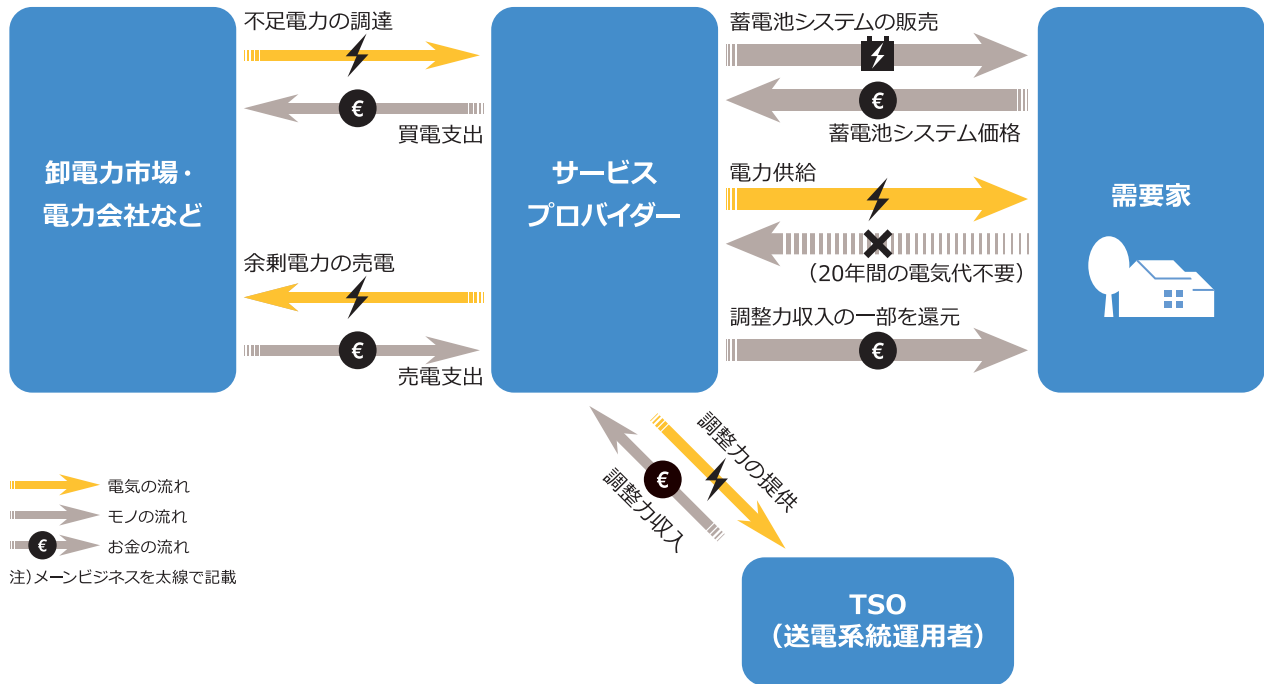 不足電力の調達
€
買電支出
卸電力市場・
電力会社など
余剰電力の売電
€
売電支出
サービス
プロバイダー
蓄電池システムの販売
€
蓄電池システム価格
電力供給
(20年間の電気代不要)
調整力収入の一部を還元
€
需要家
調整力の提供
€
調整力収入
電気の流れ
モノの流れ
€
お金の流れ
注)メーンビジネスを太線で記載
TSO
(送電系統運用者)